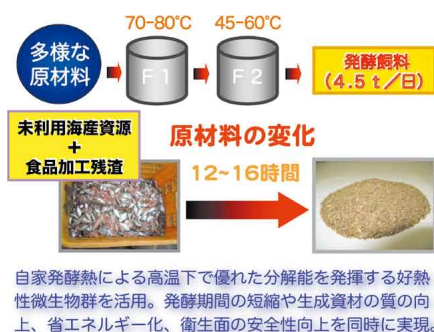 70-80℃
45-60℃
多様な
原材料
F1
F2
発酵飼料
(4.5t/日)
未利用海産資源
+
食品加工残渣
原材料の変化
12~16時間
自家発酵熱による高温下で優れた分解能を発揮する好熱
性微生物群を活用。発酵期間の短縮や生成資材の質の向
上、省エネルギー化、衛生面の安全性向上を同時に実現。